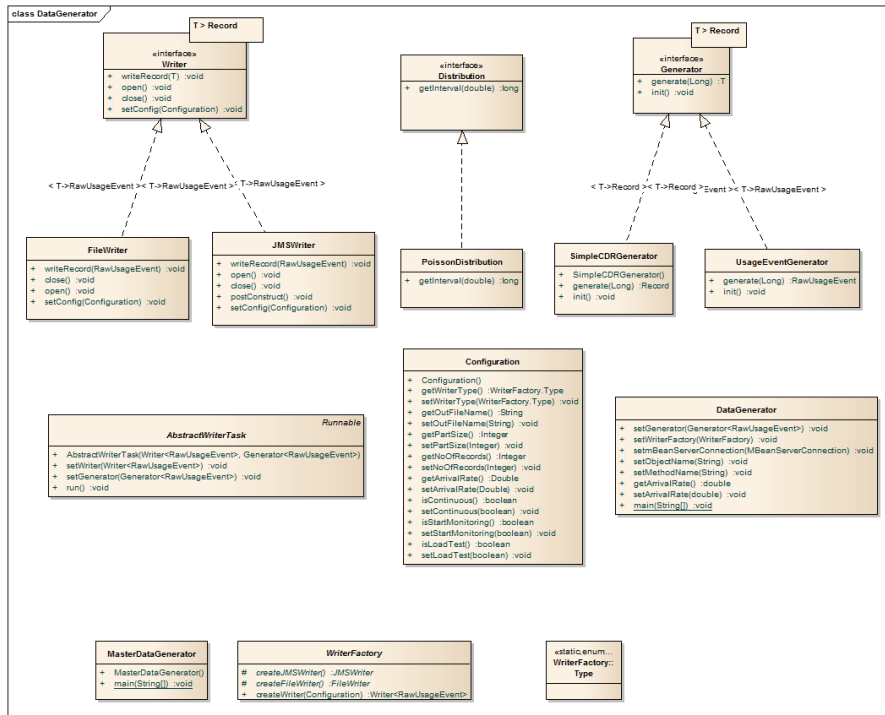 class DataGenerator
T > Record
«interface»
Writer
+ writeRecord(T) :void
+ open() :void
+ close() :void
+ setConfig(Configuration) :void
«interface»
Distribution
+ getInterval(double) :long
T > Record
«interface»
Generator
+ generate(Long) :T
+ init() :void
< T->RawUsageEvent >
< T->RawUsageEvent >
< T->RawUsageEvent >
< T->Record >
< T->Record >
Event >
< T->RawUsageEvent >
FileWriter
+ writeRecord(RawUsageEvent) :void
+ close() :void
+ open() :void
+ setConfig(Configuration) :void
JMSWriter
+ writeRecord(RawUsageEvent) :void
+ open() :void
+ close() :void
+ postConstruct() :void
+ setConfig(Configuration) :void
PoissonDistribution
+ getInterval(double) :long
SimpleCDRGenerator
+ SimpleCDRGenerator()
+ generate(Long) :Record
+ init() :void
UsageEventGenerator
+ generate(Long) :RawUsageEvent
+ init() :void
Runnable
AbstractWriterTask
+ AbstractWriterTask(Writer<RawUsageEvent>, Generator<RawUsageEvent>)
+ setWriter(Writer<RawUsageEvent>) :void
+ setGenerator(Generator<RawUsageEvent>) :void
+ run() :void
Configuration
+ Configuration()
+ getWriterType() :WriterFactory.Type
+ setWriterType(WriterFactory.Type) :void
+ getOutFileName() :String
+ setOutFileName(String) :void
+ getPartSize() :Integer
+ setPartSize(Integer) :void
+ getNoOfRecords() :Integer
+ setNoOfRecords(Integer) :void
+ getArrivalRate() :Double
+ setArrivalRate(Double) :void
+ isContinuous() :boolean
+ setContinuous(boolean) :void
+ isStartMonitoring() :boolean
+ setStartMonitoring(boolean) :void
+ isLoadTest() :boolean
+ setLoadTest(boolean) :void
DataGenerator
+ setGenerator(Generator<RawUsageEvent>) :void
+ setWriterFactory(WriterFactory) :void
+ setmBeanServerConnection(MBeanServerConnection) :void
+ setObjectName(String) :void
+ setMethodName(String) :void
+ getArrivalRate() :double
+ setArrivalRate(double) :void
+ main(String[]) :void
MasterDataGenerator
+ MasterDataGenerator()
+ main(String[]) :void
WriterFactory
# createJMSWriter() :JMSWriter
# createFileWriter() :FileWriter
+ createWriter(Configuration) :Writer<RawUsageEvent>
«static,enum...
WriterFactory::
Type